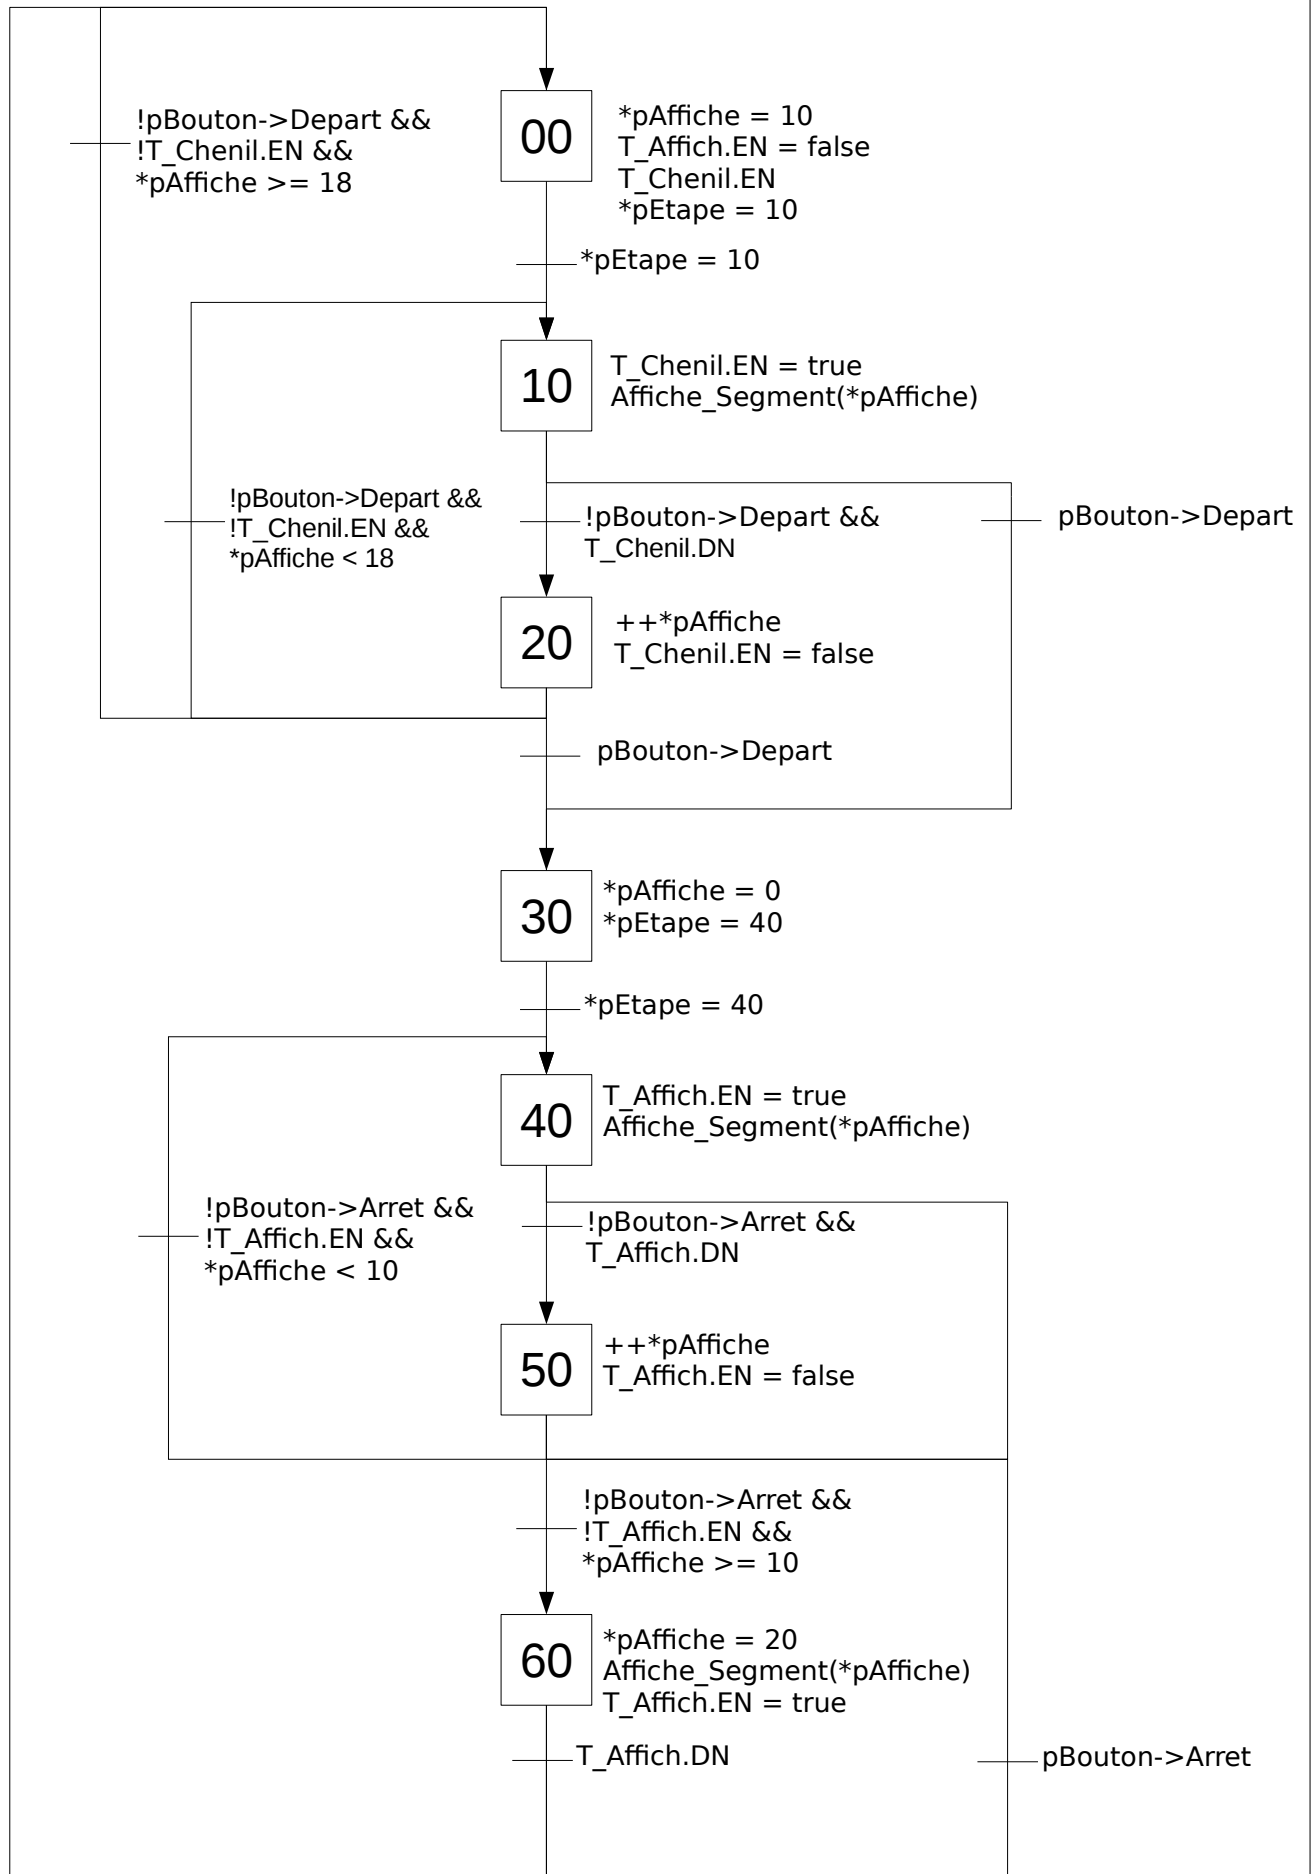 !pBouton->Depart &&
!T_Chenil.EN &&
*pAffiche >= 18
00
*pAffiche = 10
T_Affich.EN = false
T_Chenil.EN
*pEtape = 10
*pEtape = 10
10
T_Chenil.EN = true
Affiche_Segment(*pAffiche)
!pBouton->Depart &&
!T_Chenil.EN &&
*pAffiche < 18
!pBouton->Depart &&
T_Chenil.DN
pBouton->Depart
20
++*pAffiche
T_Chenil.EN = false
pBouton->Depart
30
*pAffiche = 0
*pEtape = 40
*pEtape = 40
40
T_Affich.EN = true
Affiche_Segment(*pAffiche)
!pBouton->Arret &&
!T_Affich.EN &&
*pAffiche < 10
!pBouton->Arret &&
T_Affich.DN
50
++*pAffiche
T_Affich.EN = false
!pBouton->Arret &&
!T_Affich.EN &&
*pAffiche >= 10
60
*pAffiche = 20
Affiche_Segment(*pAffiche)
T_Affich.EN = true
T_Affich.DN
pBouton->Arret